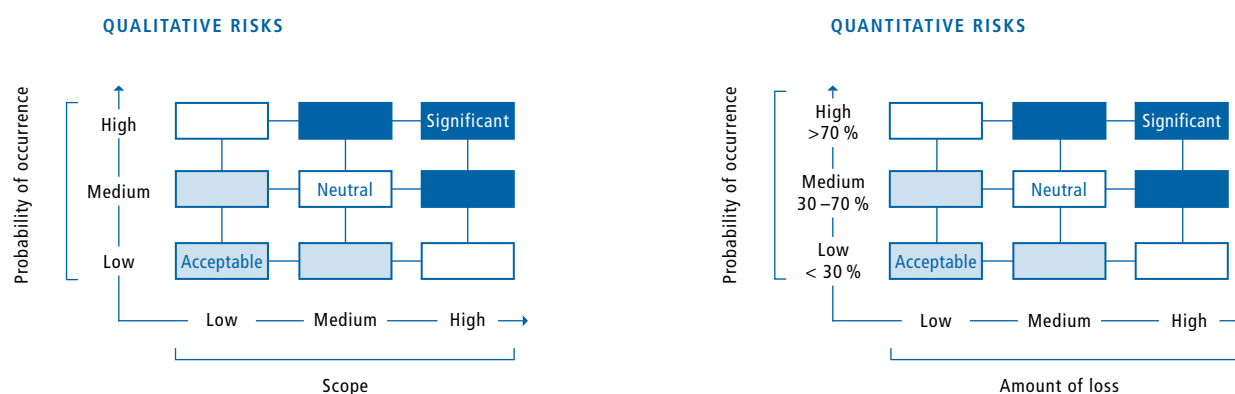 QUALITATIVE RISKS
Probability of occurrence
High
Significant
Medium
Neutral
Low
Acceptable
Low
Medium
High
Scope
QUANTITATIVE RISKS
Probability of occurrence
High
>70 %
Significant
Medium
30 –70 %
Neutral
Low
< 30 %
Acceptable
Low
Medium
High
Amount of loss